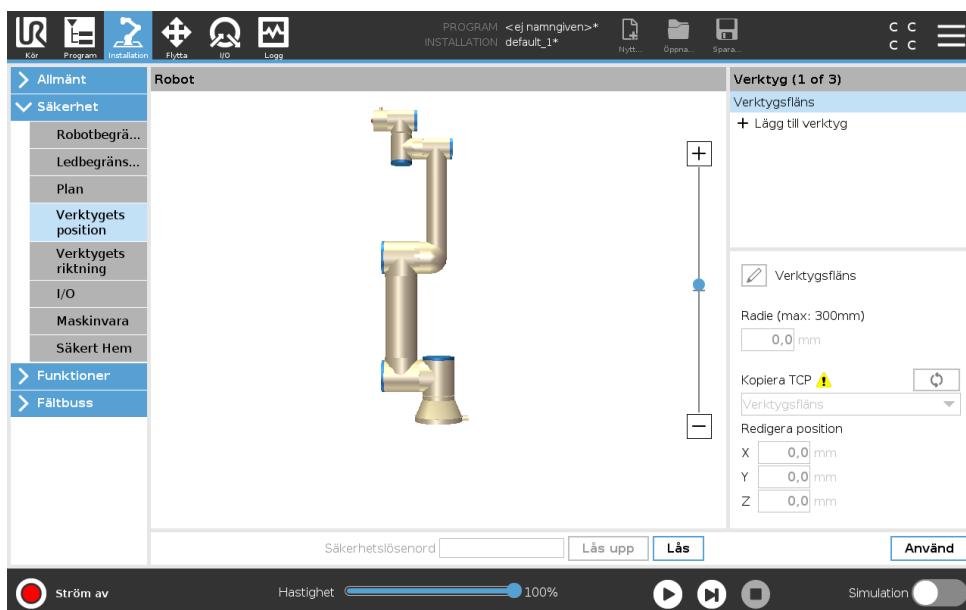 PROGRAM <ej namngiven>*
INSTALLATION default_1*
Kör
Program
Installation
Flytta
I/O
Logg
Nytt...
Öppna...
Spara...
C C
C C
Allmänt
Säkerhet
Robotbegrä...
Ledbegräns...
Plan
Verktygets
position
Verktygets
riktning
I/O
Maskinvara
Säkert Hem
Funktioner
Fältbuss
Robot
Verktyg (1 of 3)
Verktygsfläns
+ Lägg till verktyg
Verktygsfläns
Radie (max: 300mm)
0,0 mm
Kopiera TCP
Verktygsfläns
Redigera position
X 0,0 mm
Y 0,0 mm
Z 0,0 mm
Säkerhetslösenord
Lås upp
Lås
Använd
Ström av
Hastighet
100%
Simulation